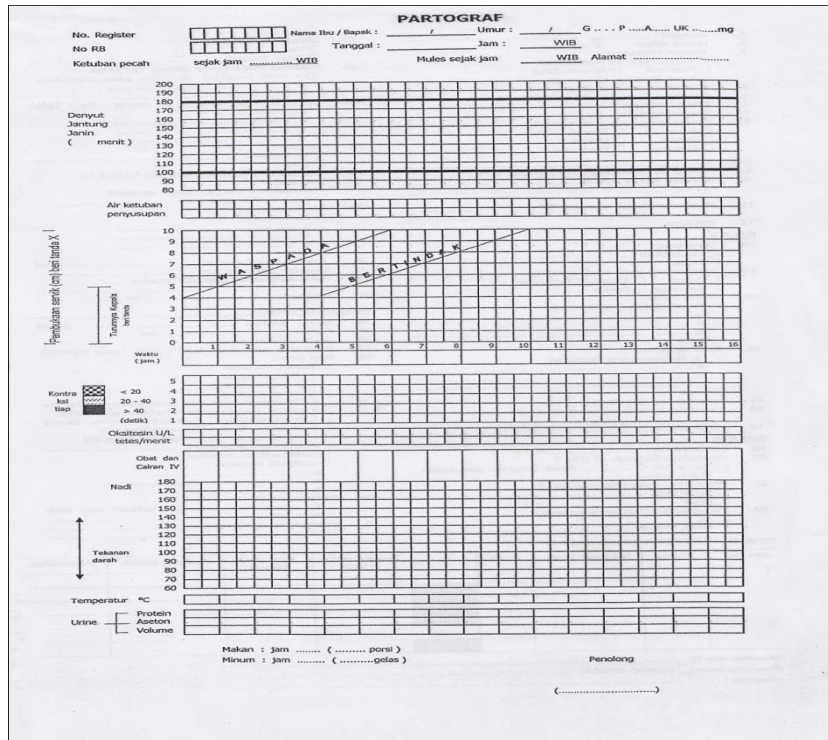 PARTOGRAF
No. Register Nama Ibu / Bapak : / Umur : / G .... P .....A..... UK .......mg
No RB Tanggal : Jam : WIB
Ketuban pecah sejak jam ............... WIB Mules sejak jam WIB Alamat ........................
200
190
180
170
Denyut 160
Jantung 150
Janin 140
( menit ) 130
120
110
100
90
80
Air ketuban
penyusupan
Pembukaan servik (cm) beri tanda X
Turunnya Kepala
beri tanda
10
9
8
7
6
5
4
3
2
1
0
WASPADA
BERTINDAK
1 2 3 4 5 6 7 8 9 10 11 12 13 14 15 16
Waktu
( jam )
Kontra
ksi
tiap
< 20
20 - 40
> 40
(detik)
5
4
3
2
1
Oksitosin U/L
tetes/menit
Obat dan
Cairan IV
Nadi 180
170
160
150
140
130
120
110
Tekanan 100
darah 90
80
70
60
Temperatur °C
Urine Protein
Aseton
Volume
Makan : jam ........ ( ......... porsi )
Minum : jam ........ ( ..........gelas )
Penolong
(............................)